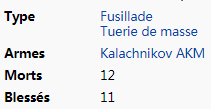 Type Fusillade
Tuerie de masse
Armes Kalachnikov AKM
Morts 12
Blessés 11